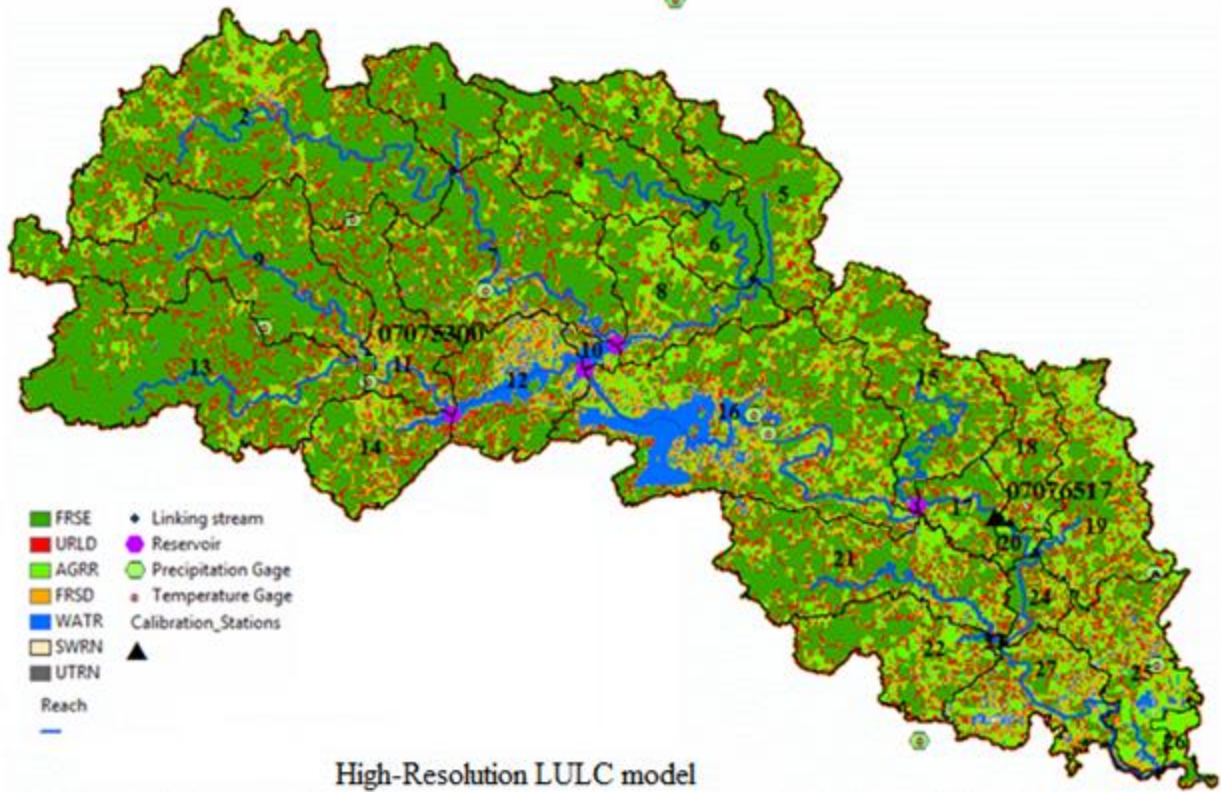 1
3
2
4
5
6
7
9
8
07075300
10
13
11
12
15
16
14
18
07076517
17
19
20
21
24
22
27
25
26
FRSE
Linking stream
URLD
Reservoir
AGRR
Precipitation Gage
FRSD
Temperature Gage
WATR
Calibration_Stations
SWRN
UTRN
Reach
High-Resolution LULC model